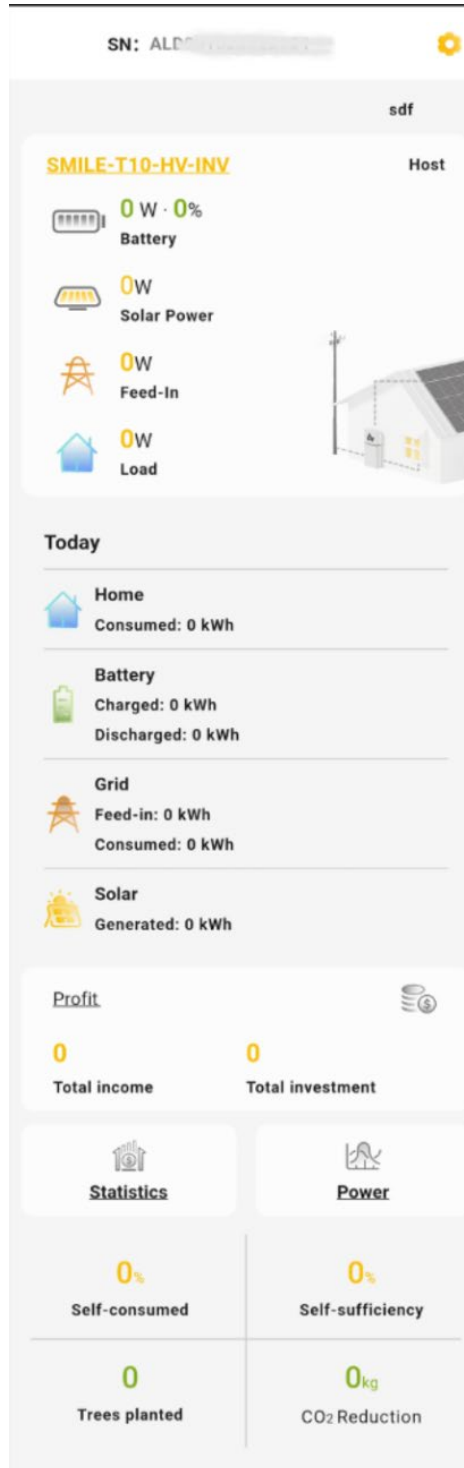 SN: ALD
sdf
SMILE-T10-HV-INV Host
0 W · 0%
Battery
0W
Solar Power
0W
Feed-In
0W
Load
Today
Home
Consumed: 0 kWh
Battery
Charged: 0 kWh
Discharged: 0 kWh
Grid
Feed-in: 0 kWh
Consumed: 0 kWh
Solar
Generated: 0 kWh
Profit
0 0
Total income Total investment
Statistics Power
0% 0%
Self-consumed Self-sufficiency
0 0kg
Trees planted CO2 Reduction